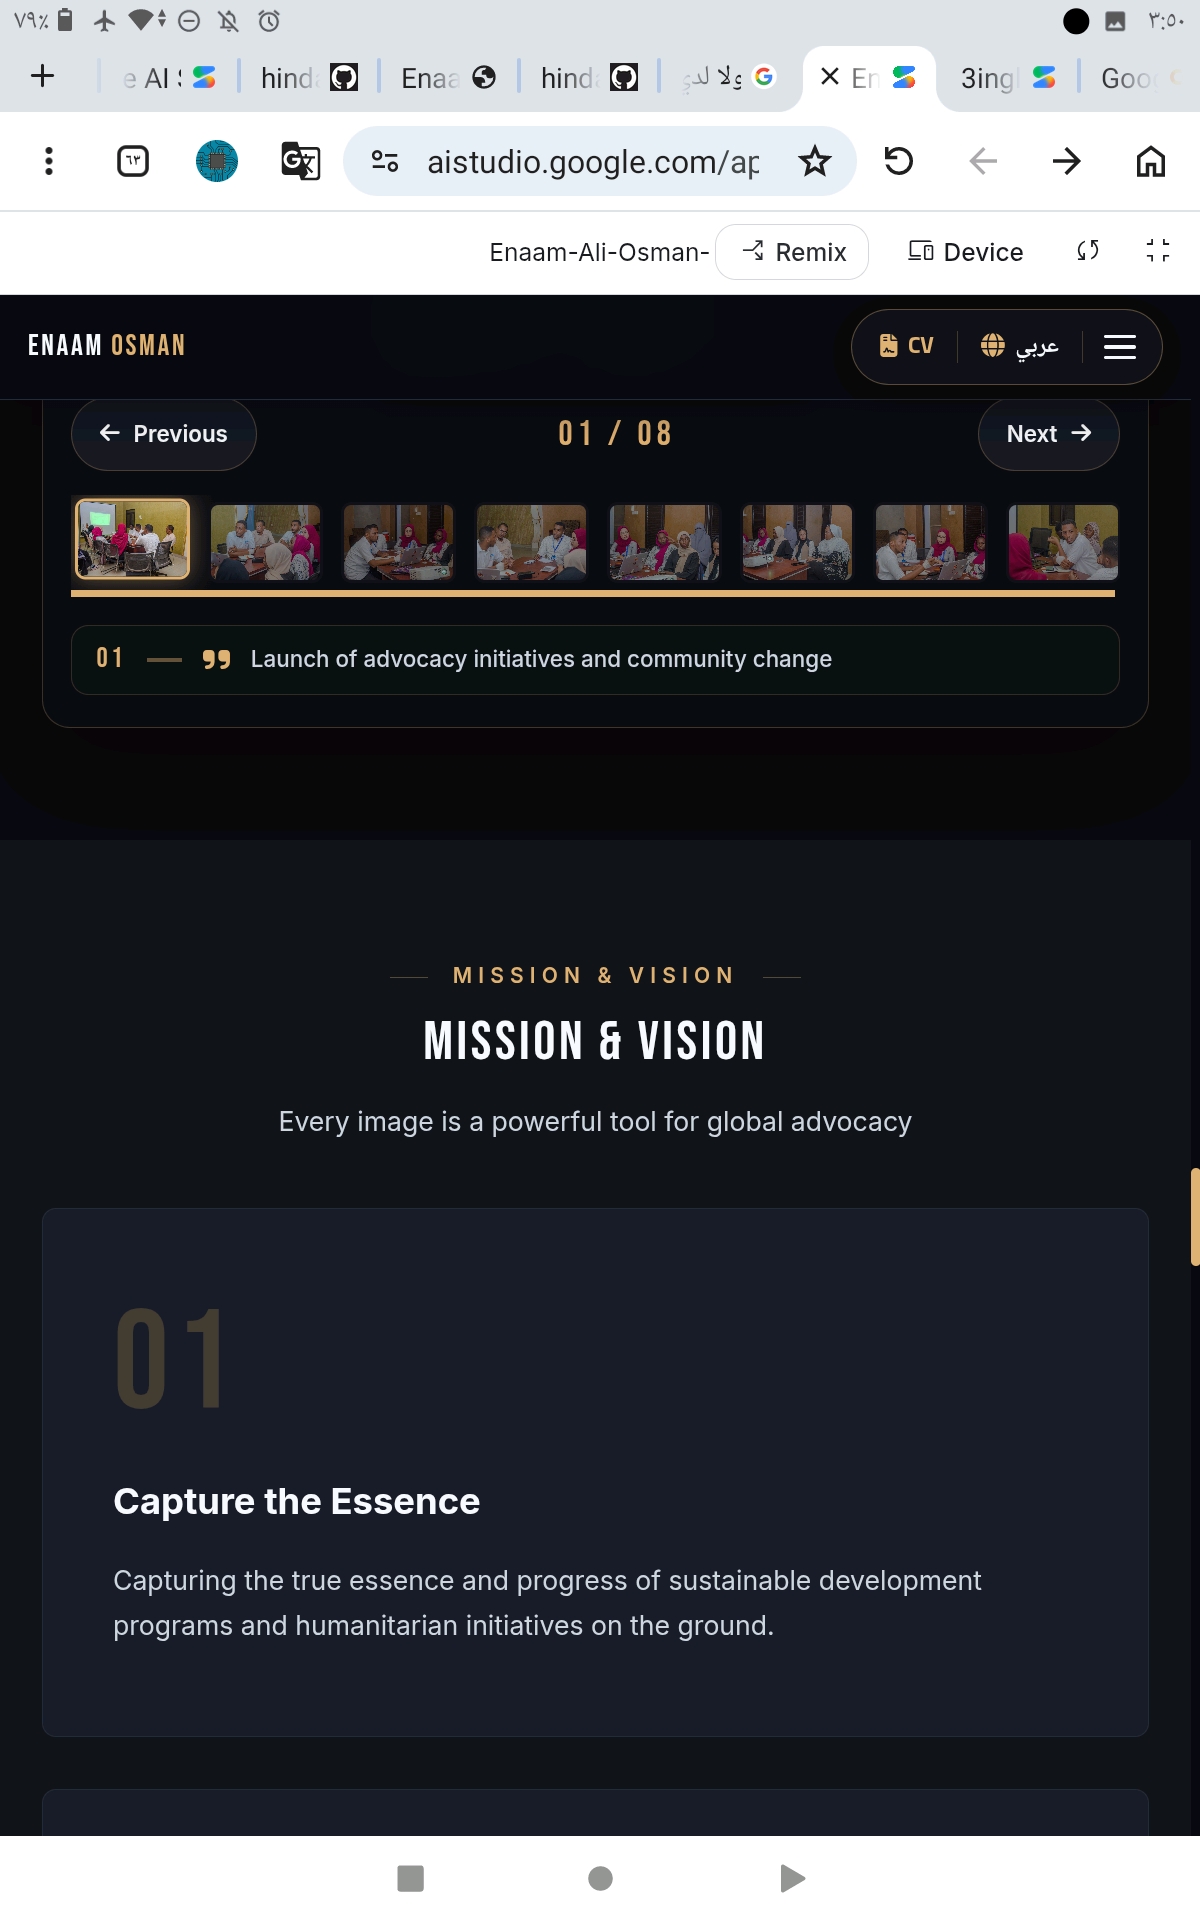 ٧٩٪ ٣:٥٠
e AI hind Enaa hind ولا لدي En 3ingl Goo
٦٣ aistudio.google.com/ap
Enaam-Ali-Osman- Remix Device
ENAAM OSMAN CV عربي
Previous 01 / 08 Next
01 Launch of advocacy initiatives and community change
MISSION & VISION
MISSION & VISION
Every image is a powerful tool for global advocacy
01
Capture the Essence
Capturing the true essence and progress of sustainable development
programs and humanitarian initiatives on the ground.